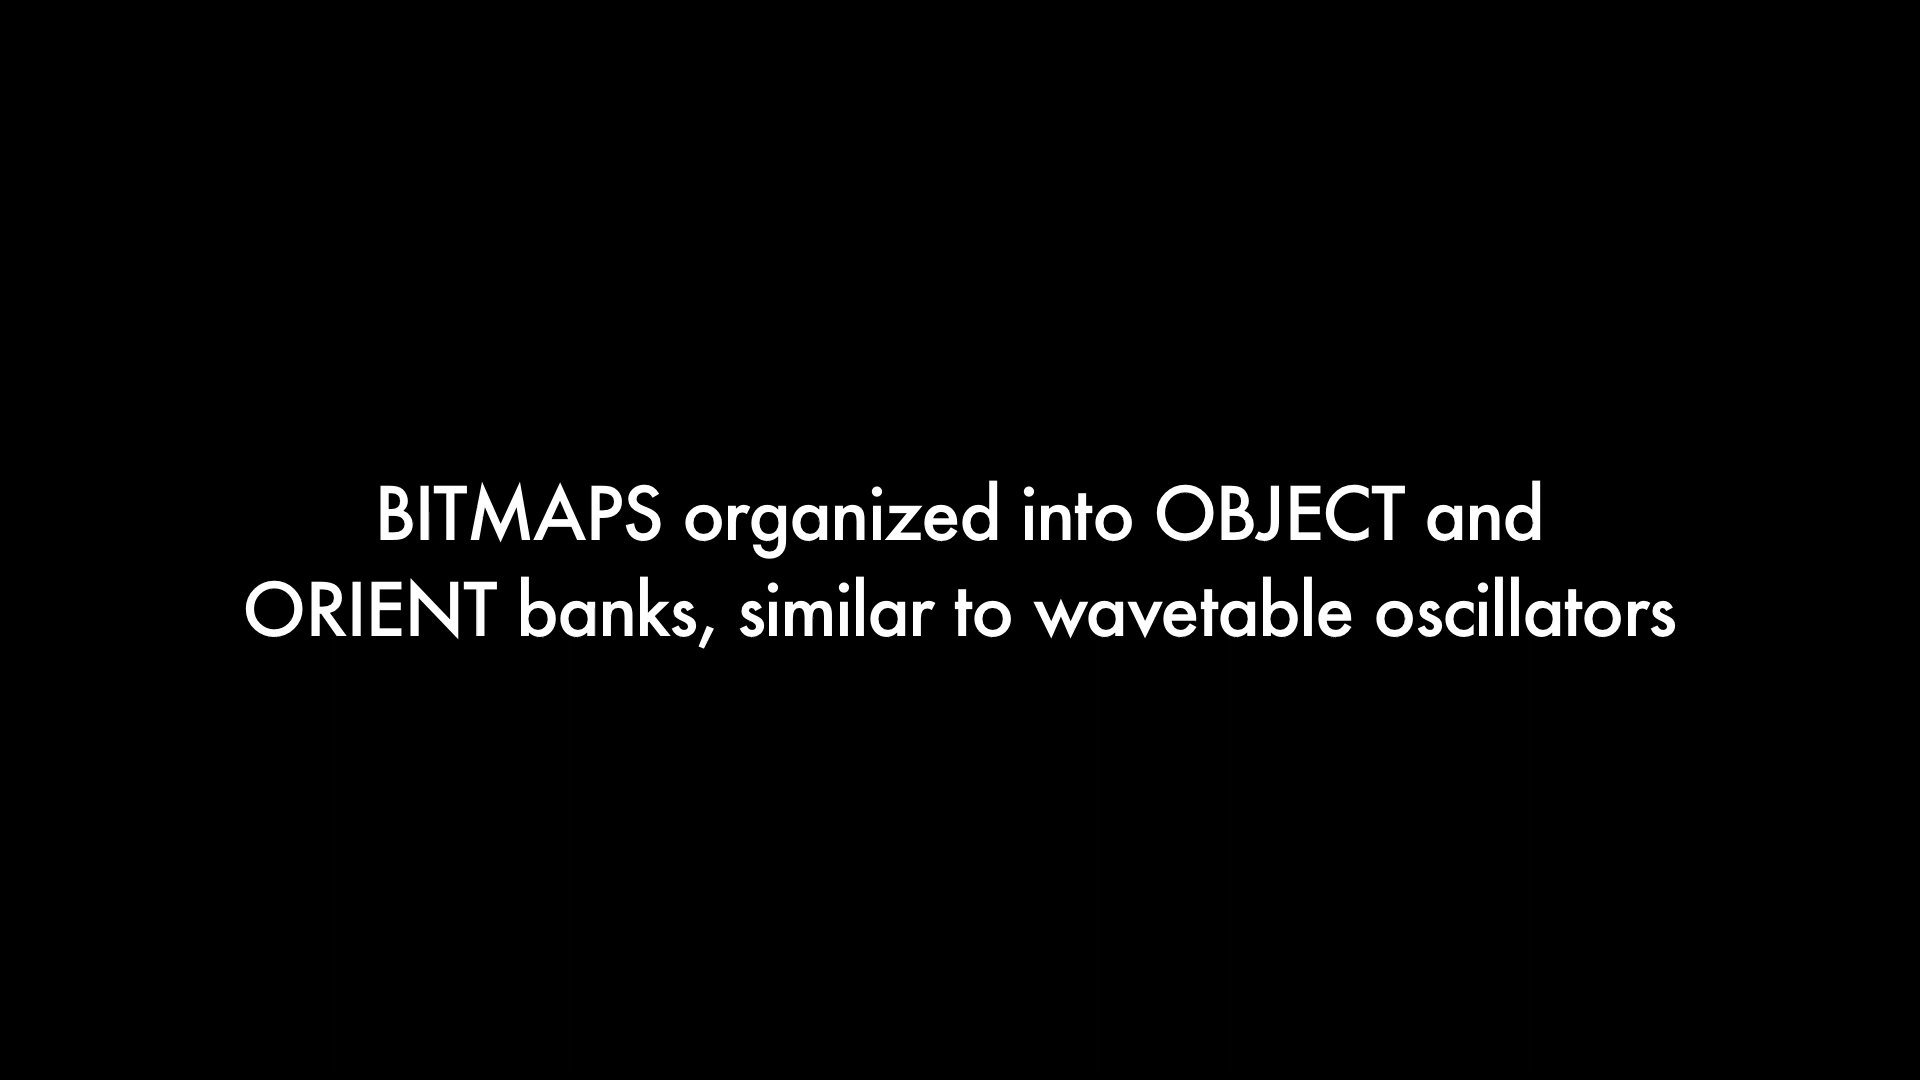 BITMAPS organized into OBJECT and
ORIENT banks, similar to wavetable oscillators